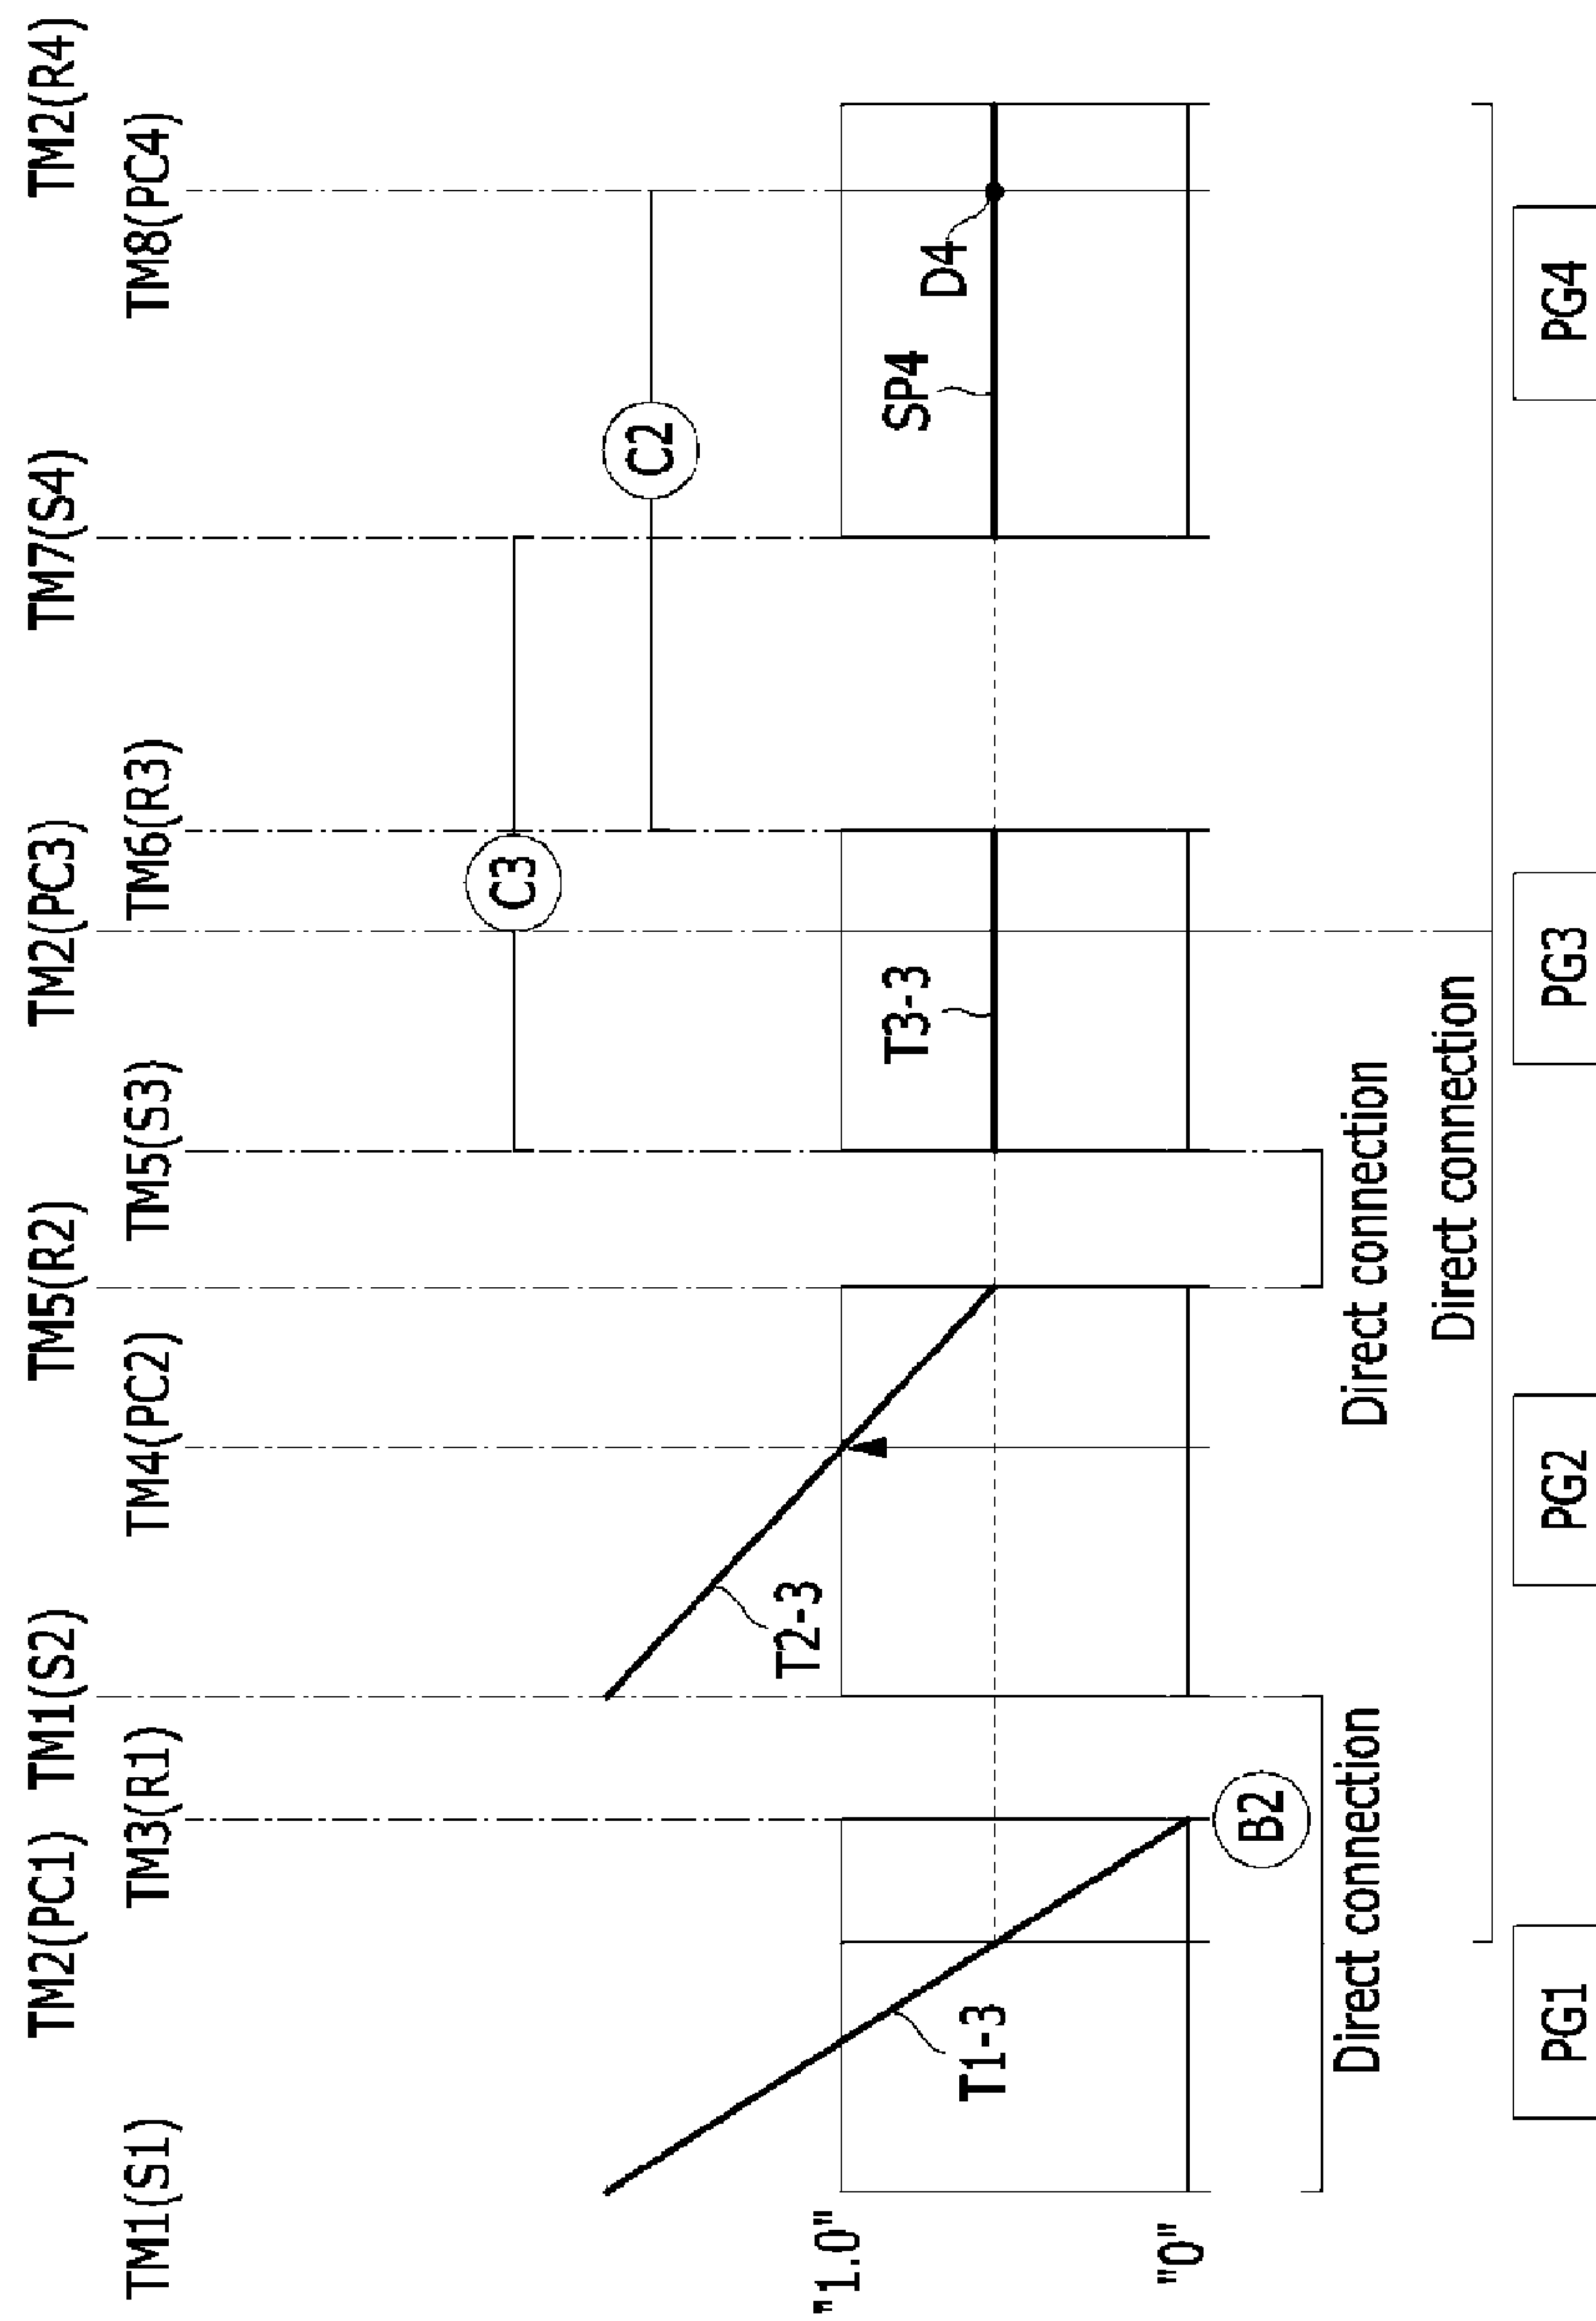 TM2(PC1) TM1(S2) TM5(R2) TM2(PC3) TM7(S4) TM2(R4)
TM1(S1) TM3(R1) TM4(PC2) TM5(S3) TM6(R3) TM8(PC4)
C3
C2
T2-3
"1.0"
T3-3
SP4
D4
T1-3
"0"
B2
Direct connection
Direct connection
Direct connection
PG1 PG2 PG3 PG4